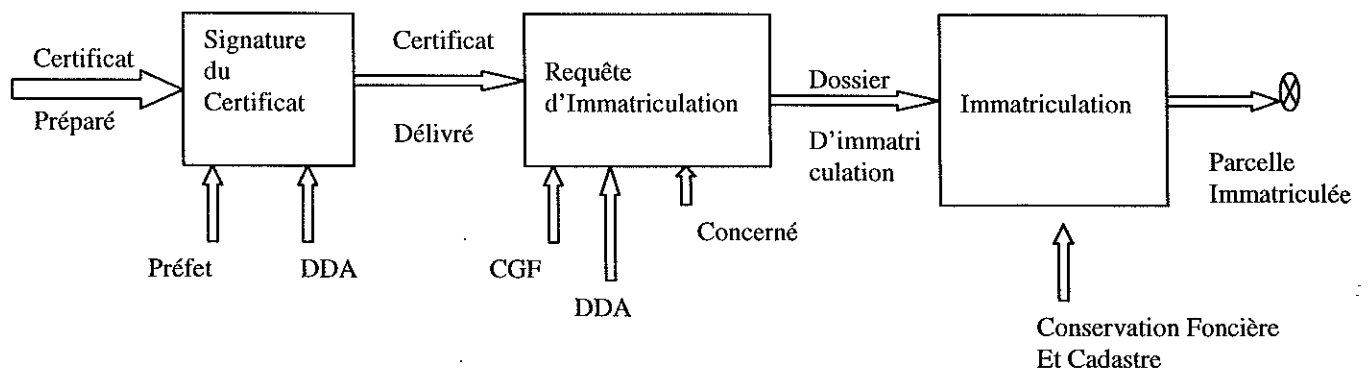 Certificat
Préparé
Signature
du
Certificat
Préfet
DDA
Certificat
Délivré
Requête
d'Immatriculation
CGF
DDA
Concerné
Dossier
D'immatri
culation
Immatriculation
Conservation Foncière
Et Cadastre
Parcelle
Immatriculée